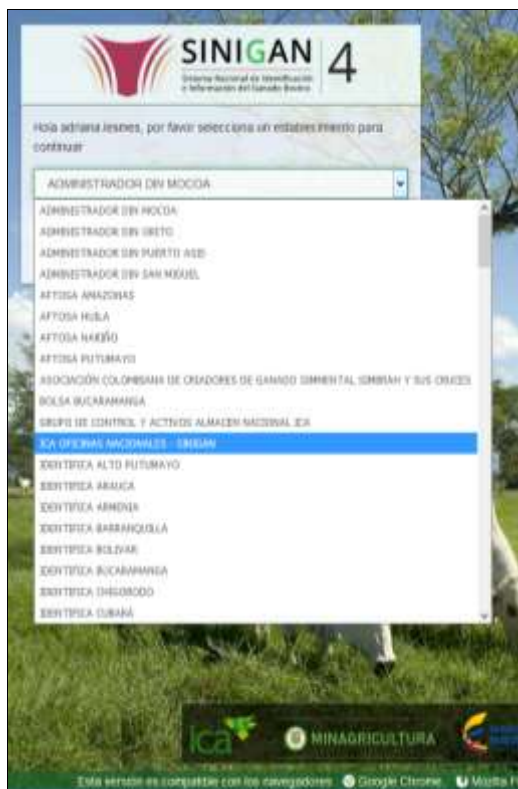 SINIGAN 4
Sistema Nacional de Identificación
e Información del Ganado Bovino
Hola adriana lesmes, por favor selecciona un establecimiento para
continuar
ADMINISTRADOR DIN MOCOA
ADMINISTRADOR DIN MOCOA
ADMINISTRADOR DIN ORITO
ADMINISTRADOR DIN PUERTO ASIS
ADMINISTRADOR DIN SAN MIGUEL
AFTOSA AMAZONAS
AFTOSA HUILA
AFTOSA NARIÑO
AFTOSA PUTUMAYO
ASOCIACIÓN COLOMBIANA DE CRIADORES DE GANADO SIMMENTAL SIMBRAH Y SUS CRUCES
BOLSA BUCARAMANGA
GRUPO DE CONTROL Y ACTIVOS ALMACEN NACIONAL ICA
ICA OFICINAS NACIONALES - SINIGAN
IDENTIFICA ALTO PUTUMAYO
IDENTIFICA ARAUCA
IDENTIFICA ARMENIA
IDENTIFICA BARRANQUILLA
IDENTIFICA BOLIVAR
IDENTIFICA BUCARAMANGA
IDENTIFICA CHIGORODO
IDENTIFICA CUBARÁ
ica MINAGRICULTURA
Esta versión es compatible con los navegadores Google Chrome Mozilla F